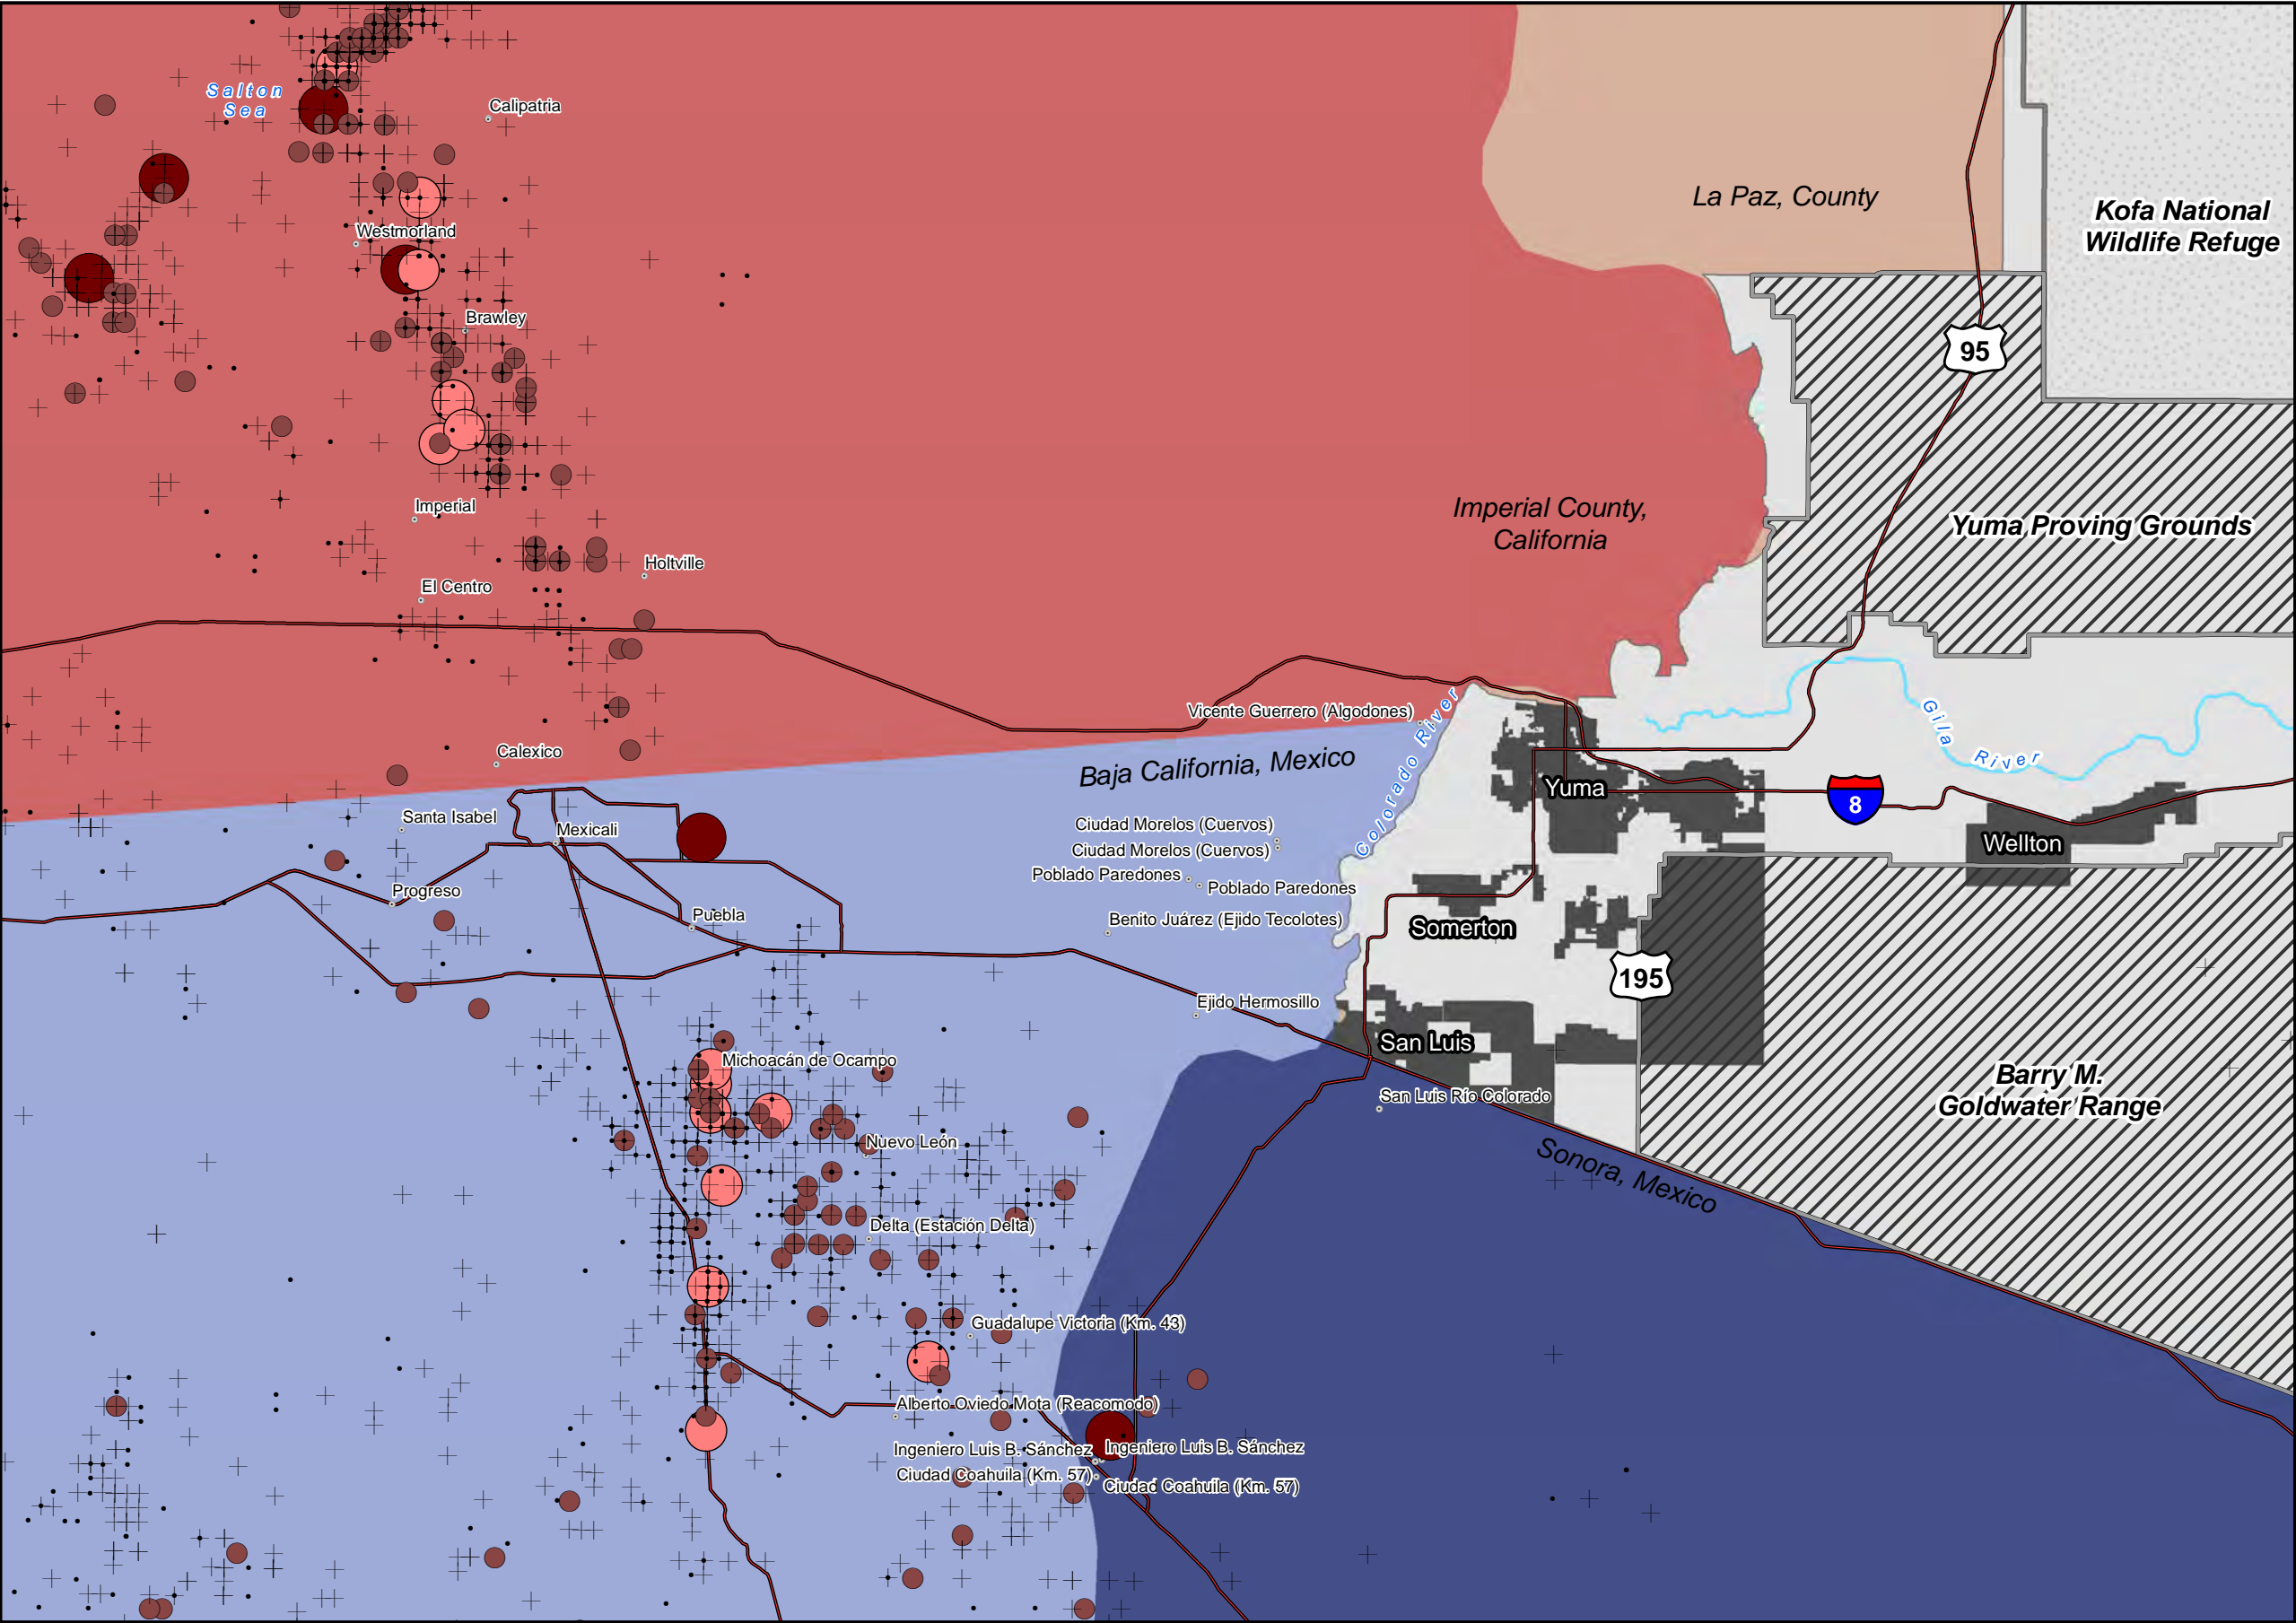 Salton
Sea
Calipatria
La Paz, County
Kofa National
Wildlife Refuge
Westmorland
Brawley
95
Imperial
Imperial County,
California
Yuma Proving Grounds
Holtville
El Centro
Vicente Guerrero (Algodones)
Colorado River
Gila
River
Calexico
Baja California, Mexico
Yuma
8
Santa Isabel
Mexicali
Ciudad Morelos (Cuervos)
Ciudad Morelos (Cuervos)
Wellton
Poblado Paredones
Poblado Paredones
Progreso
Puebla
Benito Juárez (Ejido Tecolotes)
Somerton
195
Ejido Hermosillo
San Luis
Michoacán de Ocampo
San Luis Río Colorado
Barry M.
Goldwater Range
Nuevo León
Sonora, Mexico
Delta (Estación Delta)
Guadalupe Victoria (Km. 43)
Alberto Oviedo Mota (Reacomodo)
Ingeniero Luis B. Sánchez
Ingeniero Luis B. Sánchez
Ciudad Coahuila (Km. 57)
Ciudad Coahuila (Km. 57)